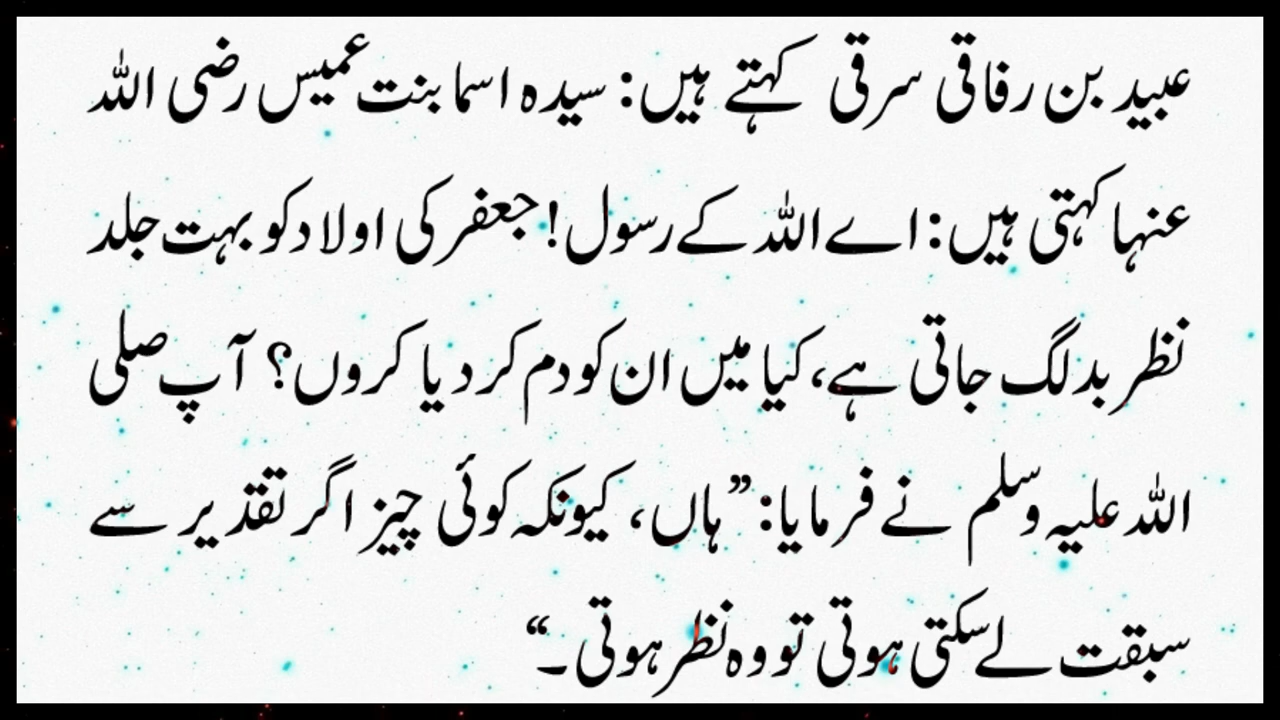 عبید بن رفاقی سرقی کہتے ہیں: سیدہ اسما بنت عمیس رضی اللہ
عنہا کہتی ہیں: اے اللہ کے رسول! جعفر کی اولاد کو بہت جلد
نظر بد لگ جاتی ہے، کیا میں ان کو دم کر دیا کروں؟ آپ صلی
اللہ علیہ وسلم نے فرمایا: ”ہاں، کیونکہ کوئی چیز اگر تقدیر سے
سبقت لے سکتی ہوتی تو وہ نظر ہوتی۔“